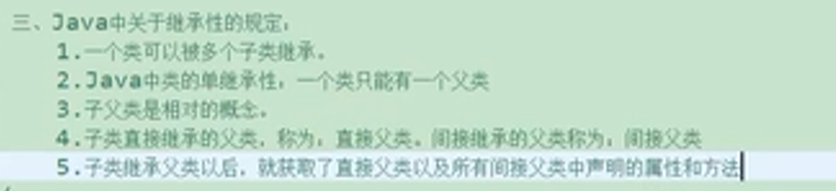 三、Java中关于继承性的规定：
1.一个类可以被多个子类继承。
2.Java中类的单继承性：一个类只能有一个父类
3.子父类是相对的概念。
4.子类直接继承的父类，称为：直接父类。间接继承的父类称为：间接父类
5.子类继承父类以后，就获取了直接父类以及所有间接父类中声明的属性和方法